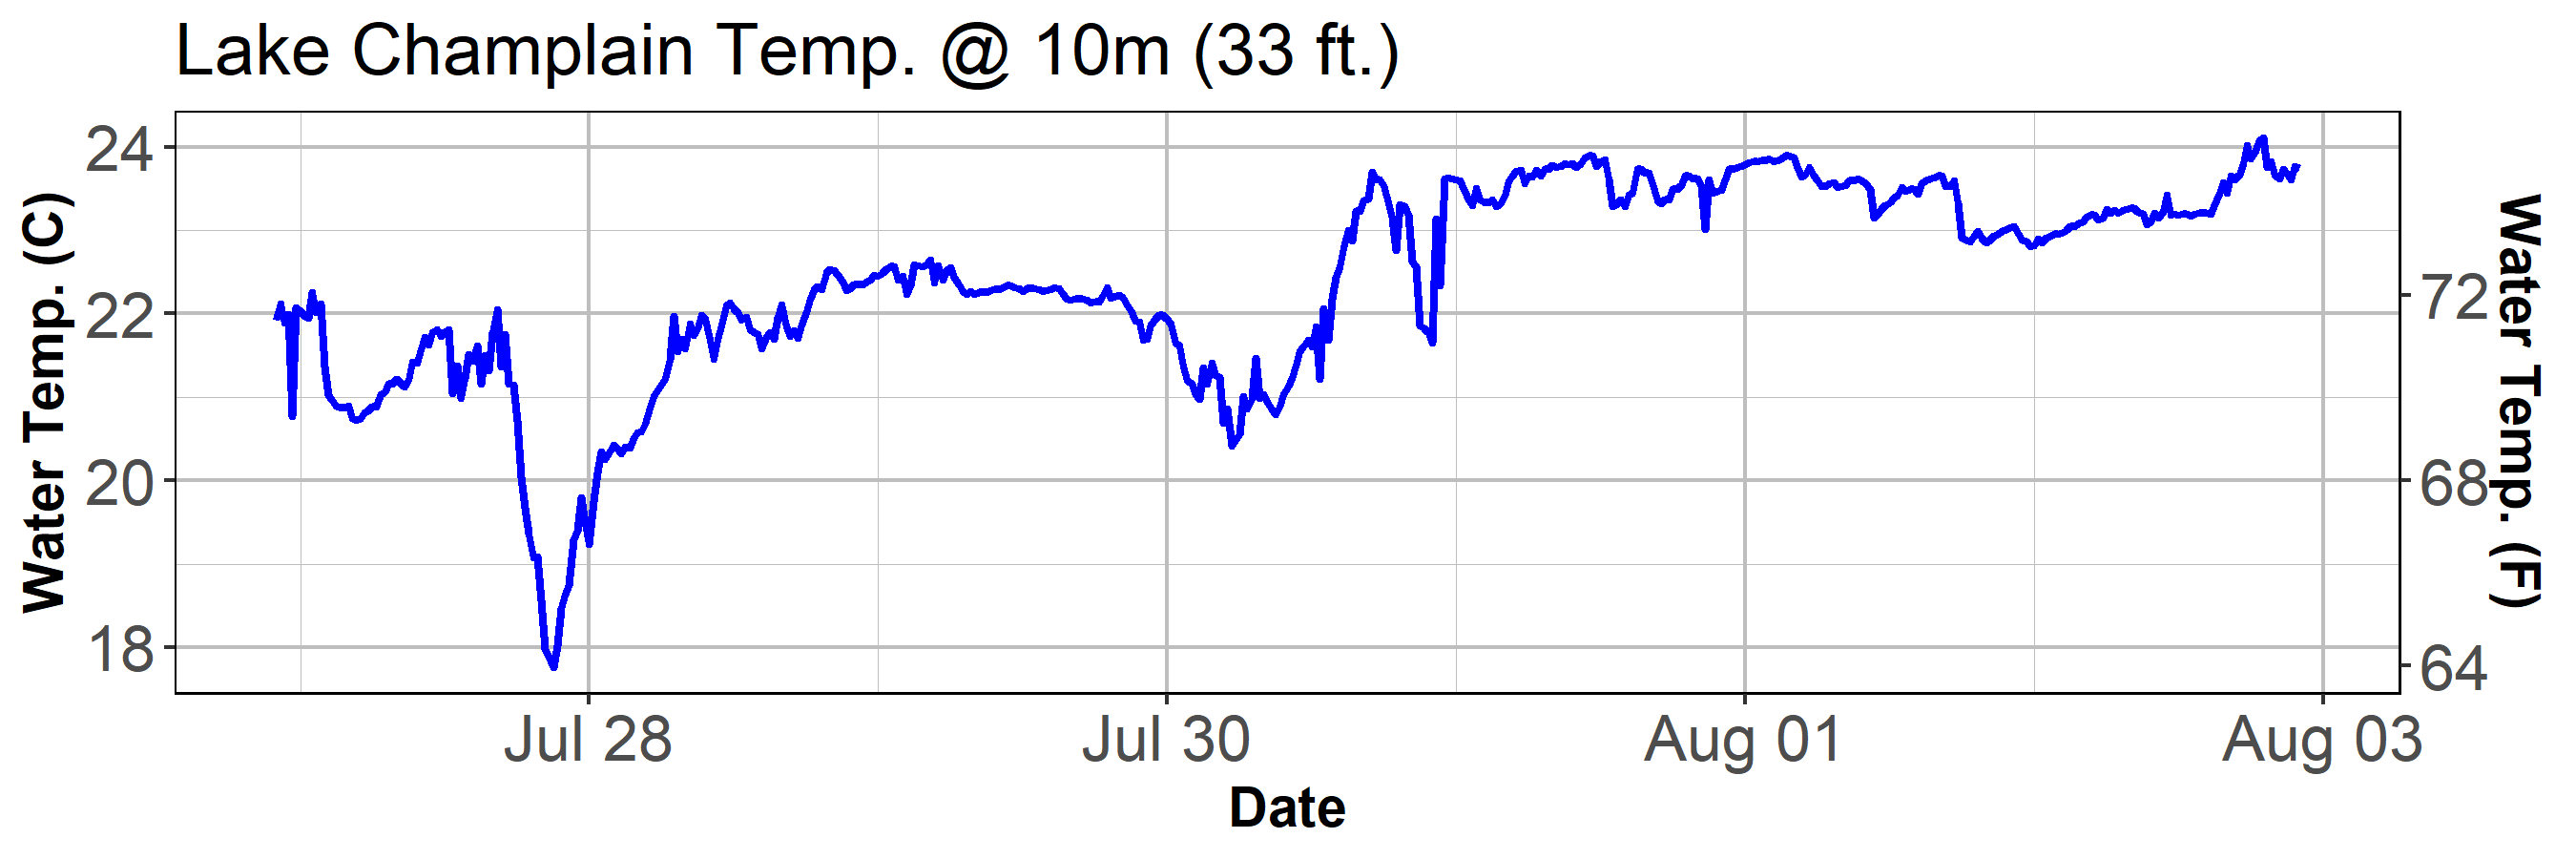 Lake Champlain Temp. @ 10m (33 ft.)
Water Temp. (C)
24
22
20
18
72
68
64
Water Temp. (F)
Jul 28
Jul 30
Aug 01
Aug 03
Date